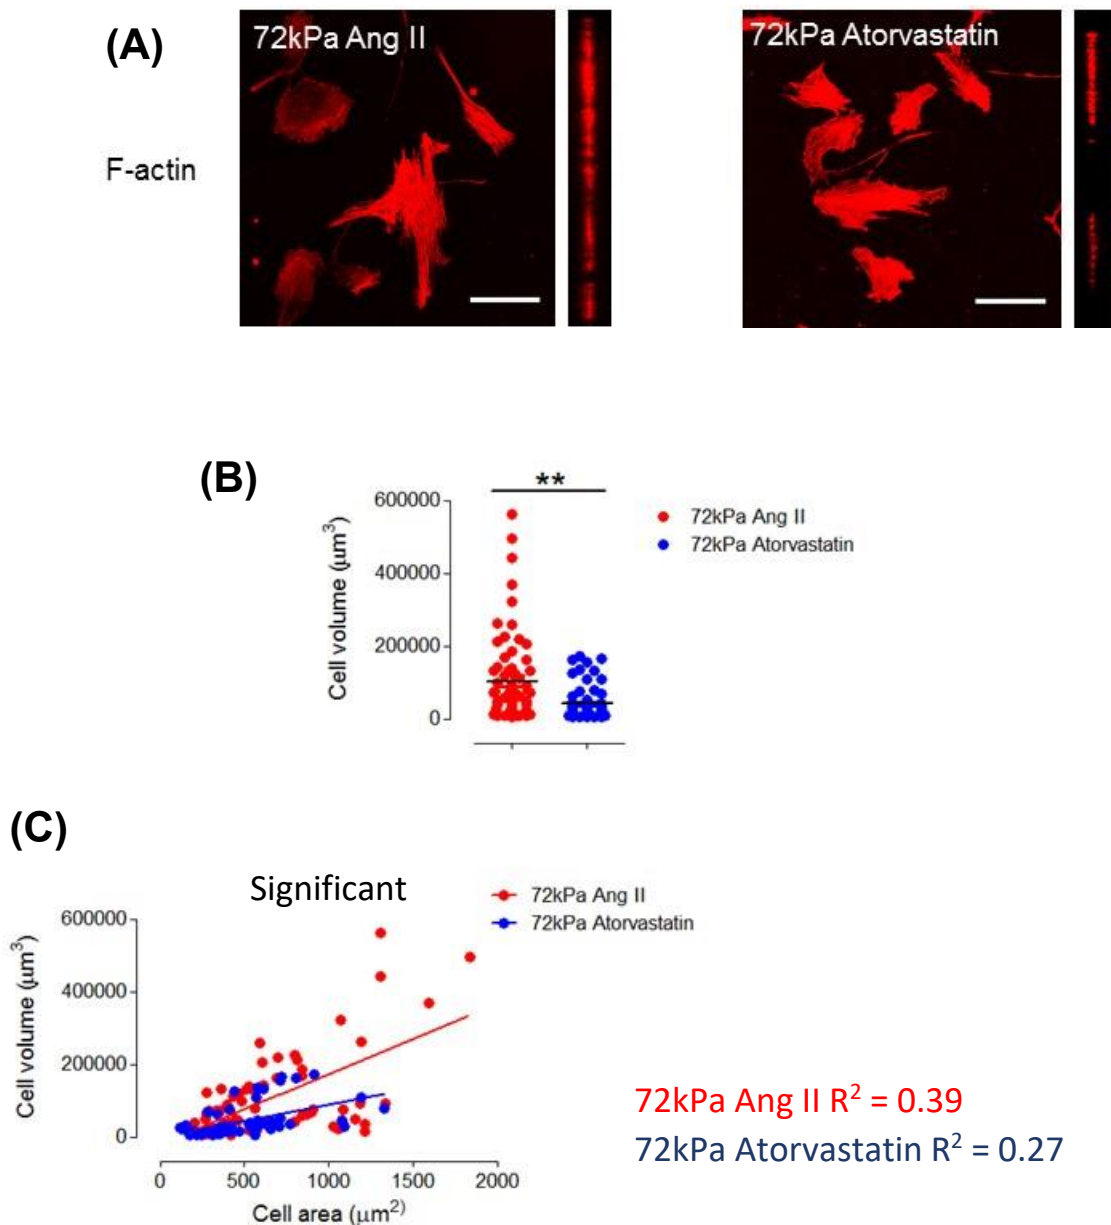 (A)
72kPa Ang II
72kPa Atorvastatin
F-actin
(B)
**
600000
400000
200000
0
Cell volume (µm³)
72kPa Ang II
72kPa Atorvastatin
(C)
Significant
72kPa Ang II
72kPa Atorvastatin
600000
400000
200000
0
Cell volume (µm³)
0 500 1000 1500 2000
Cell area (µm²)
72kPa Ang II R² = 0.39
72kPa Atorvastatin R² = 0.27